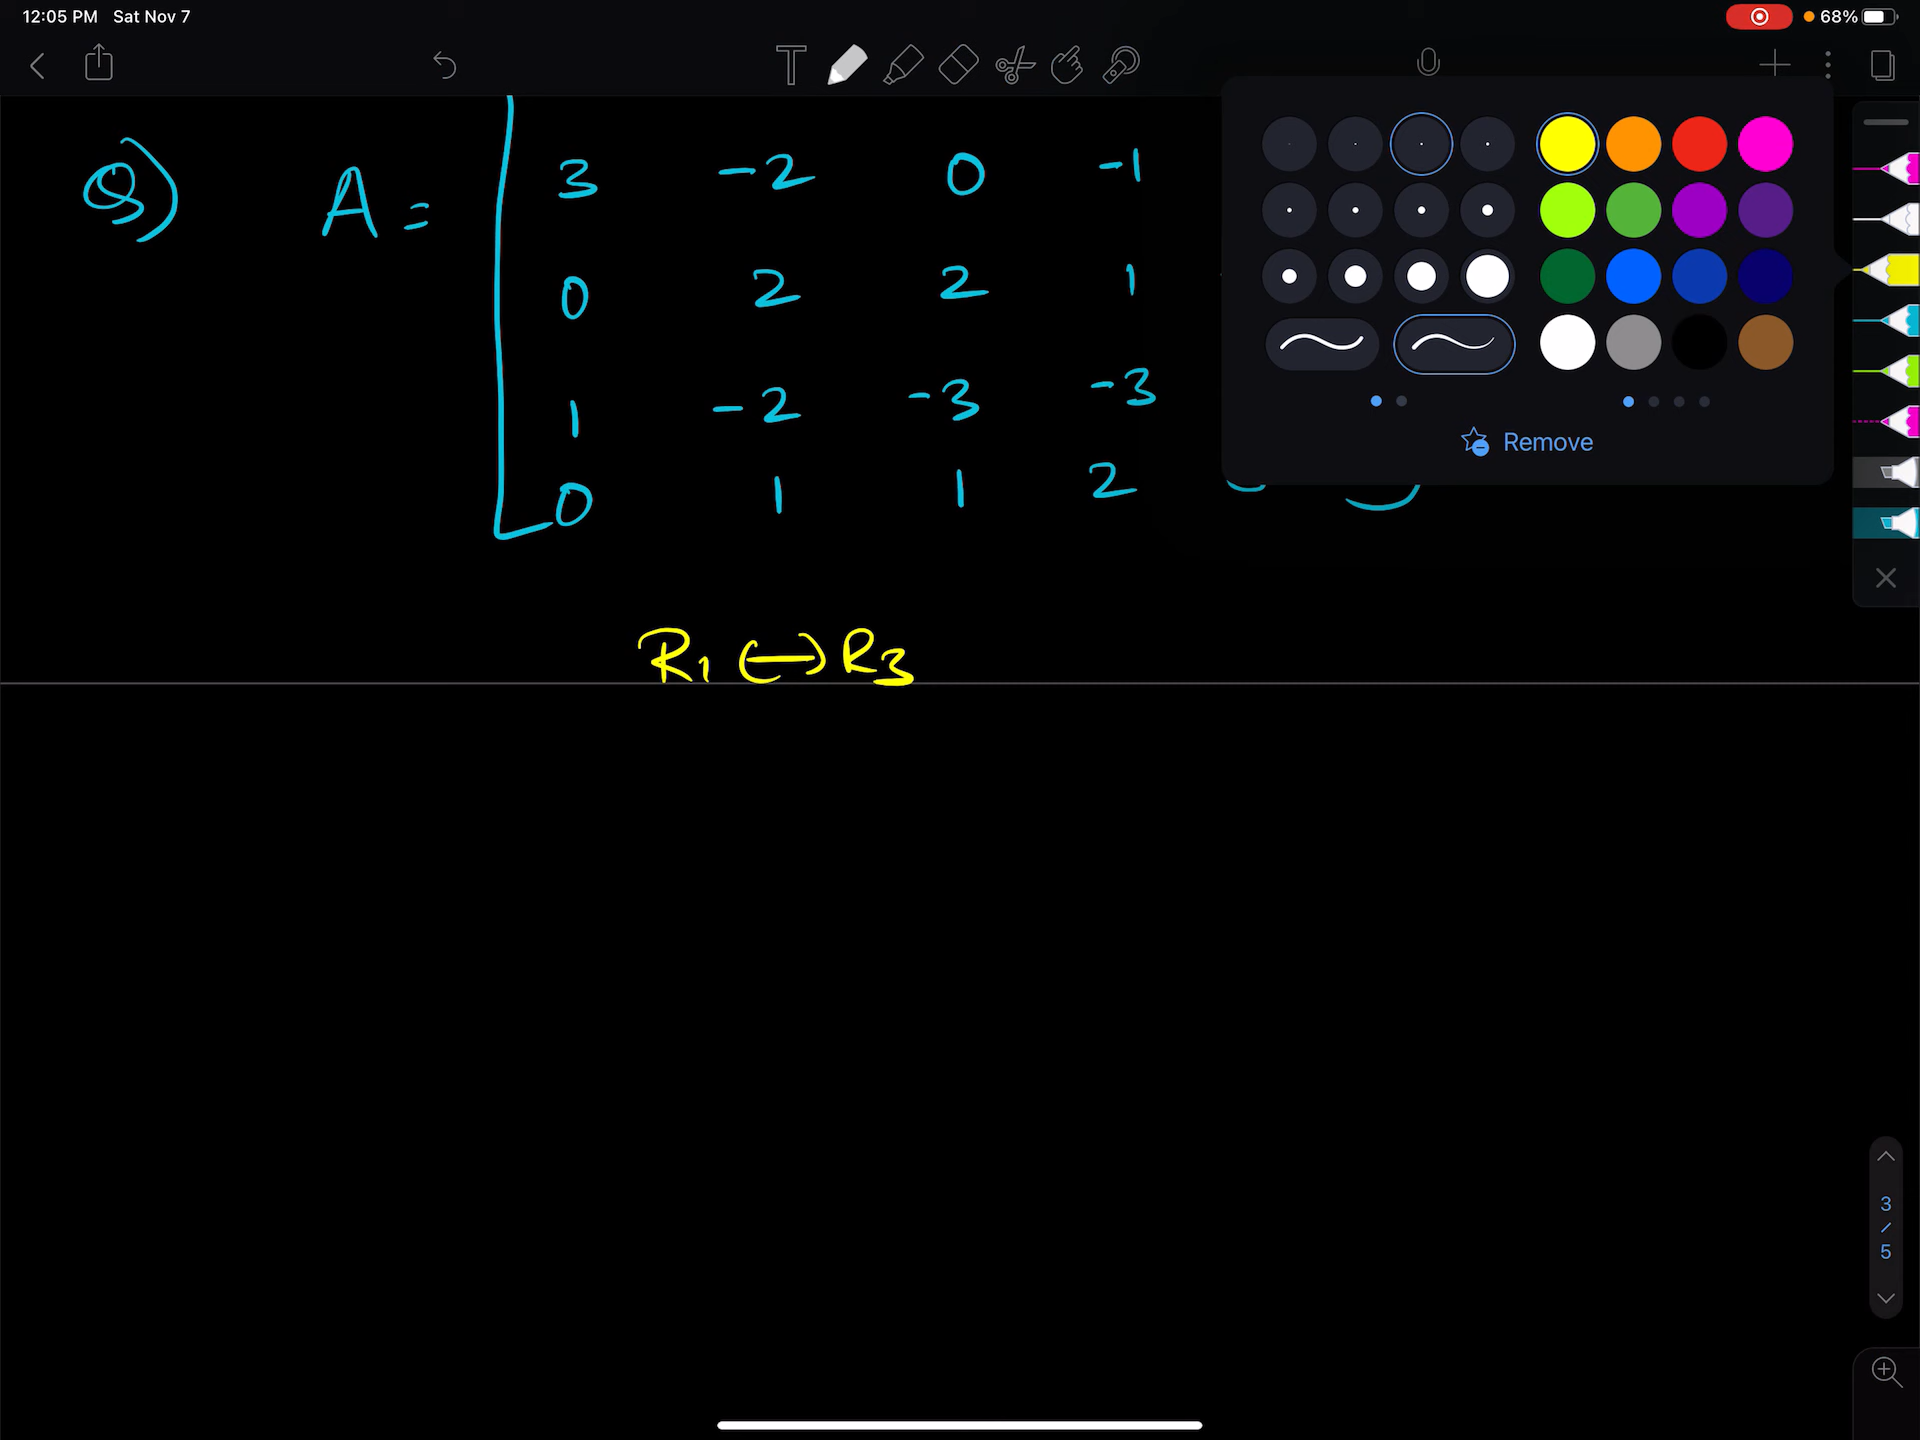 12:05 PM Sat Nov 7
68%
Q) A =
3 -2 0 -1
0 2 2 1
1 -2 -3 -3
0 1 1 2
R1 ↔ R3
Remove
3
/
5